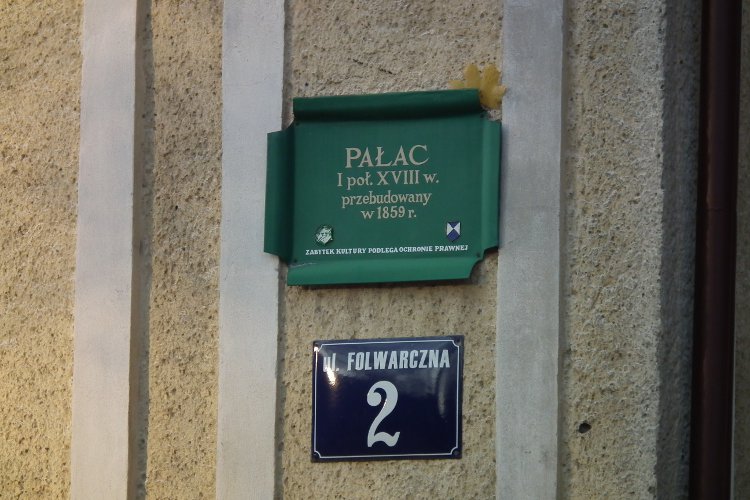 PAŁAC
I poł. XVIII w.
przebudowany
w 1859 r.
ZABYTEK KULTURY PODLEGA OCHRONIE PRAWNEJ
ul. FOLWARCZNA
2